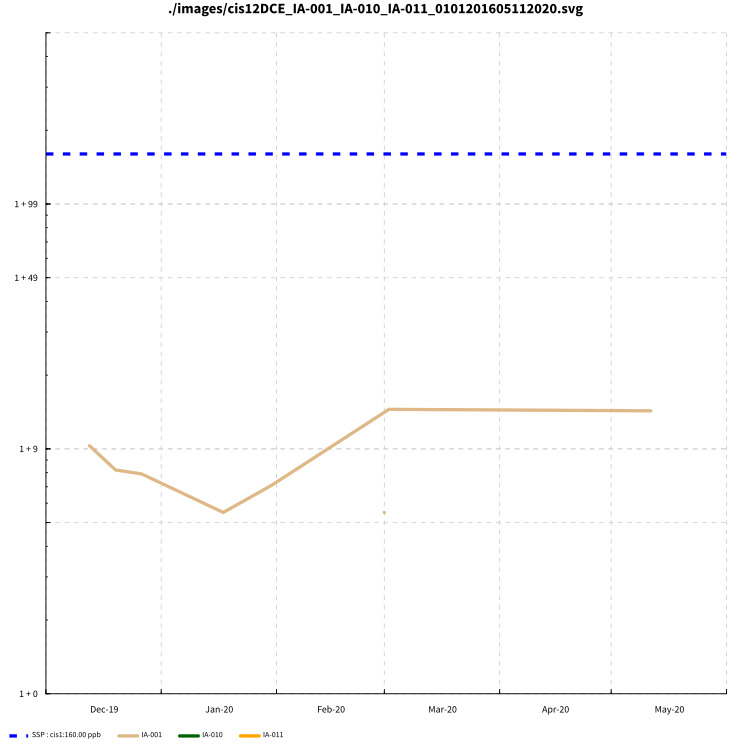 ./images/cis12DCE_IA-001_IA-010_IA-011_0101201605112020.svg
1+99
1+49
1+9
1+0
Dec-19 Jan-20 Feb-20 Mar-20 Apr-20 May-20
SSP : cis1:160.00 ppb IA-001 IA-010 IA-011